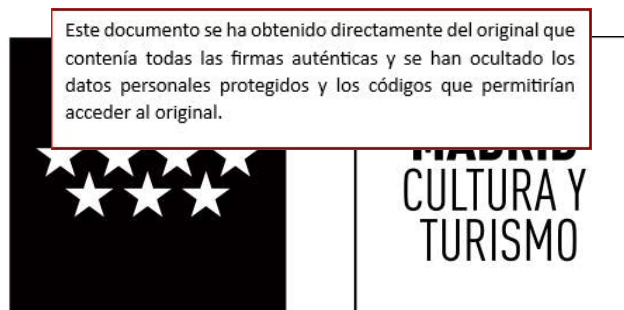 Este documento se ha obtenido directamente del original que
contenía todas las firmas auténticas y se han ocultado los
datos personales protegidos y los códigos que permitirían
acceder al original.
MADRID
CULTURA Y
TURISMO